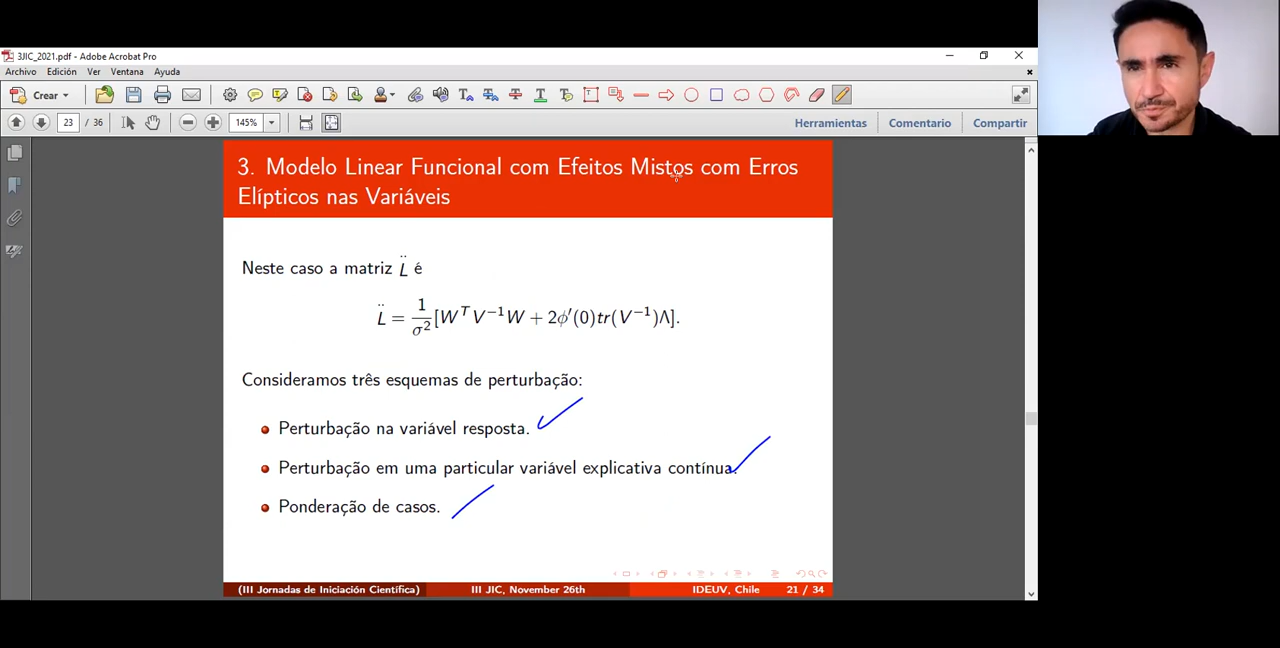 3JIC_2021.pdf - Adobe Acrobat Pro
Archivo Edición Ver Ventana Ayuda
Crear
23 / 36 145% Herramientas Comentario Compartir
3. Modelo Linear Funcional com Efeitos Mistos com Erros
Elípticos nas Variáveis
Neste caso a matriz L̈ é
L̈ = 1/σ² [WᵀV⁻¹W + 2ϕ′(0)tr(V⁻¹)Λ].
Consideramos três esquemas de perturbação:
Perturbação na variável resposta.
Perturbação em uma particular variável explicativa contínua.
Ponderação de casos.
(III Jornadas de Iniciación Científica) III JIC, November 26th IDEUV, Chile 21 / 34